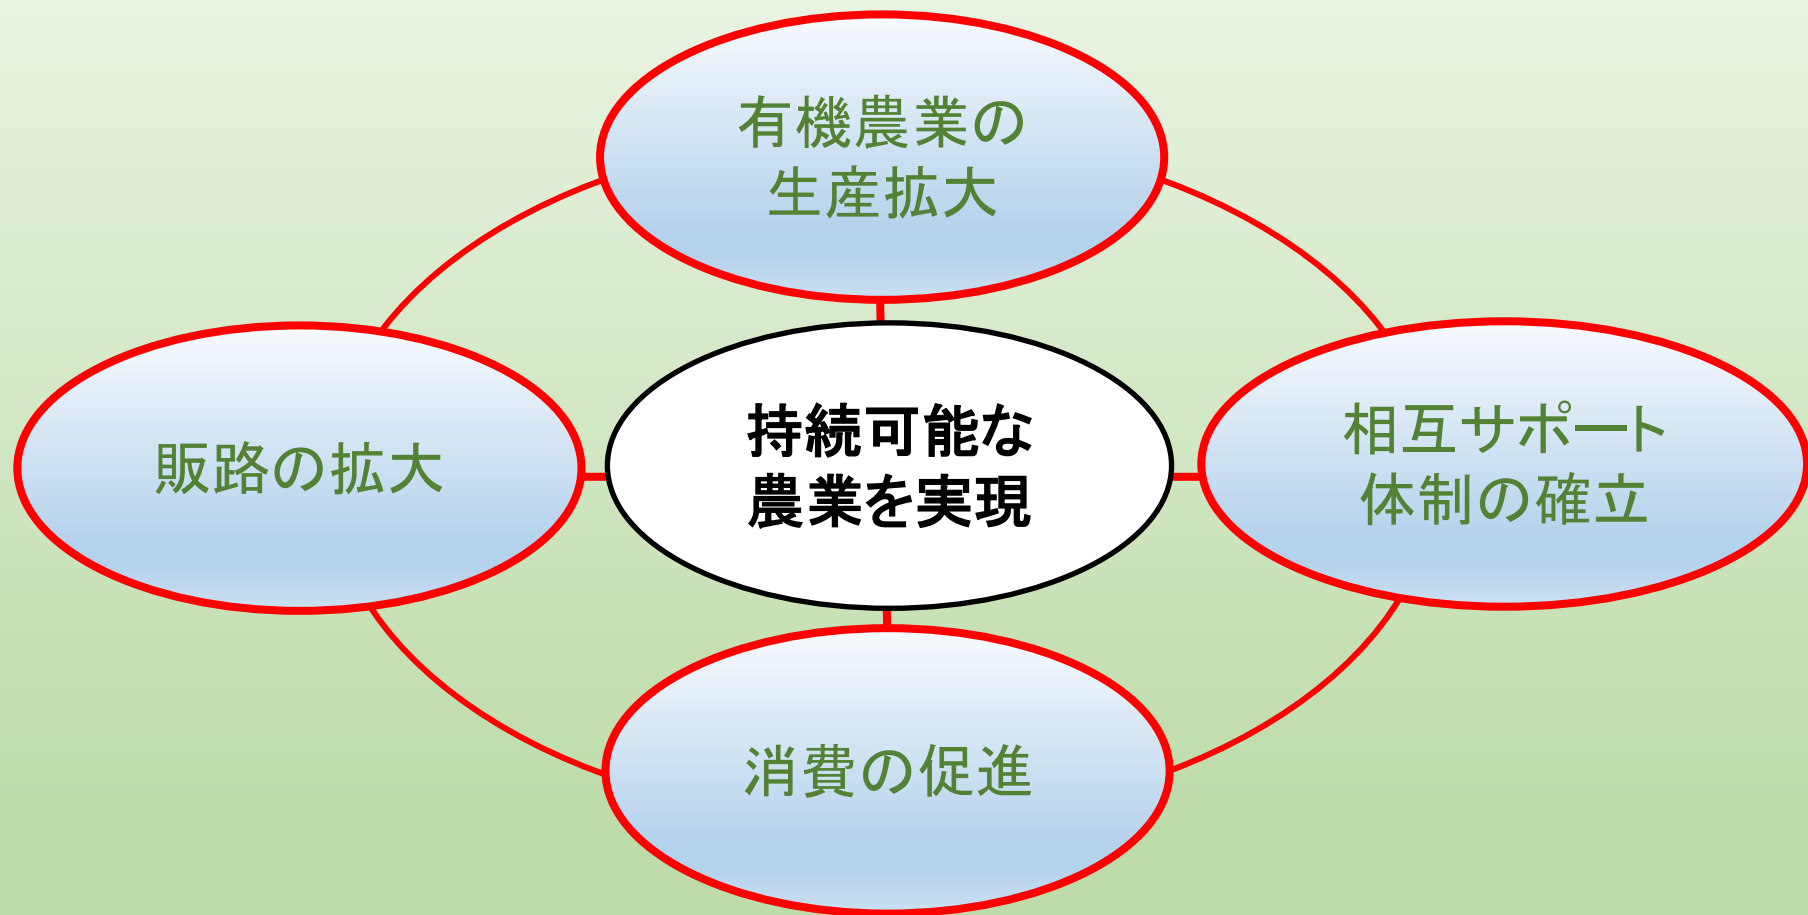 有機農業の
生産拡大
販路の拡大
持続可能な
農業を実現
相互サポート
体制の確立
消費の促進